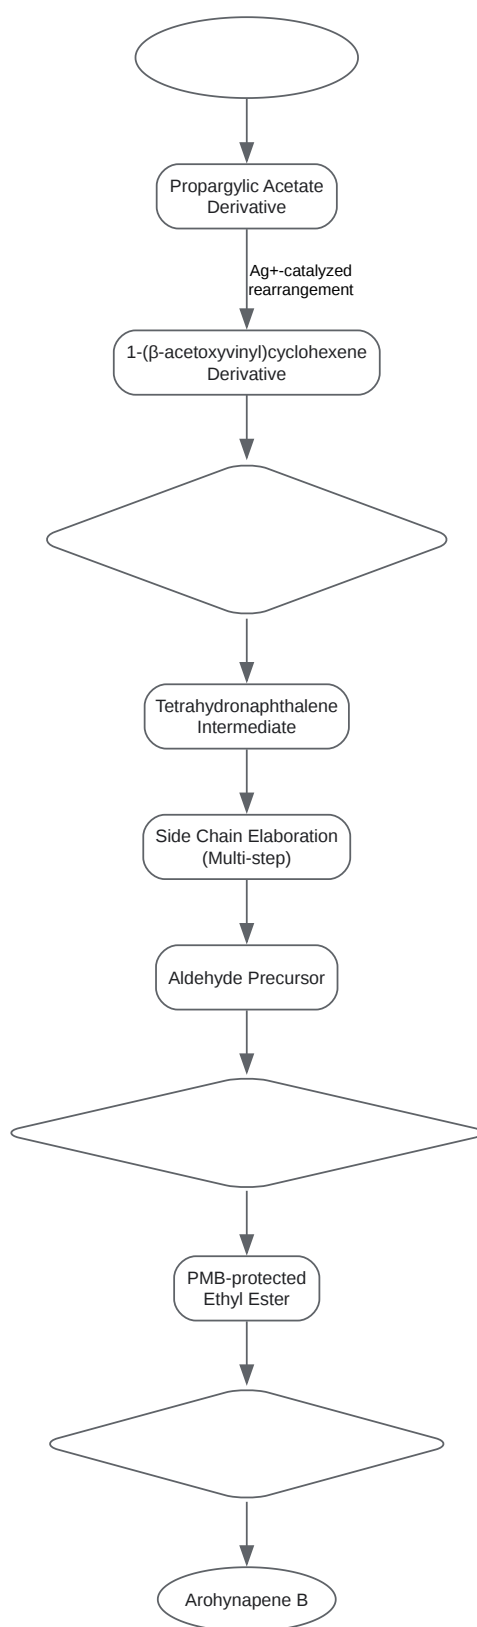 Propargylic Acetate
Derivative
Ag+-catalyzed
rearrangement
1-(β-acetoxyvinyl)cyclohexene
Derivative
Tetrahydronaphthalene
Intermediate
Side Chain Elaboration
(Multi-step)
Aldehyde Precursor
PMB-protected
Ethyl Ester
Arohynapene B